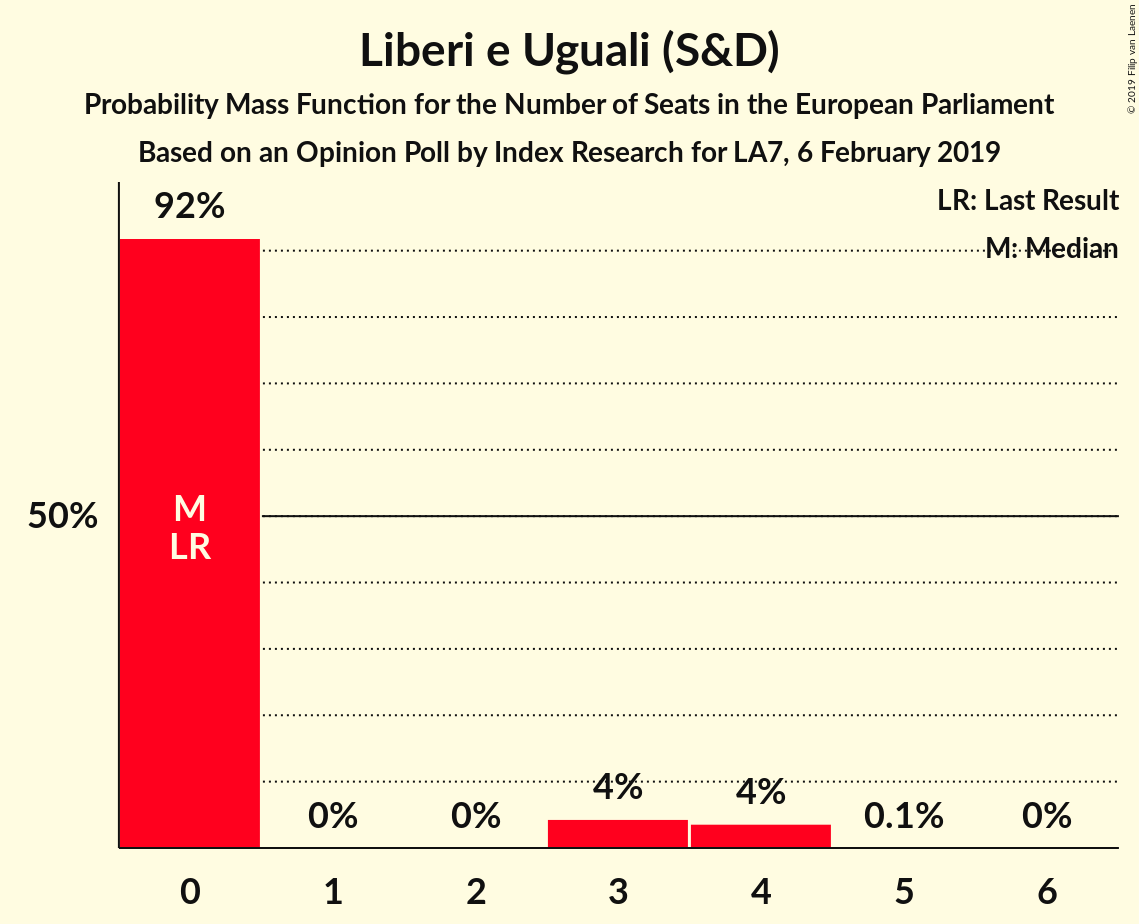 Liberi e Uguali (S&D)
Probability Mass Function for the Number of Seats in the European Parliament
Based on an Opinion Poll by Index Research for LA7, 6 February 2019
© 2019 Filip van Laenen
LR: Last Result
M: Median
92%
50%
M
LR
0%
0%
4%
4%
0.1%
0%
0 1 2 3 4 5 6